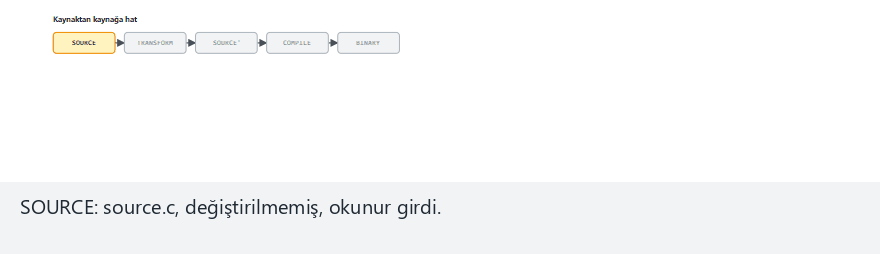 Kaynaktan kaynağa hat
SOURCE
TRANSFORM
SOURCE'
COMPILE
BINARY
SOURCE: source.c, değiştirilmemiş, okunur girdi.